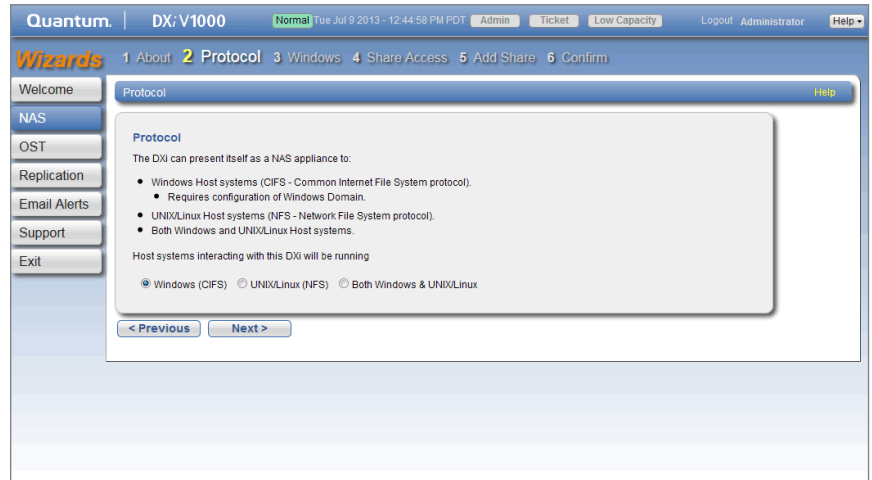 Quantum. DXi V1000 Normal Tue Jul 9 2013 - 12:44:58 PM PDT Admin Ticket Low Capacity Logout Administrator Help
Wizards 1 About 2 Protocol 3 Windows 4 Share Access 5 Add Share 6 Confirm
Welcome
NAS
OST
Replication
Email Alerts
Support
Exit
Protocol Help
Protocol
The DXi can present itself as a NAS appliance to:
• Windows Host systems (CIFS - Common Internet File System protocol).
• Requires configuration of Windows Domain.
• UNIX/Linux Host systems (NFS - Network File System protocol).
• Both Windows and UNIX/Linux Host systems.
Host systems interacting with this DXi will be running
Windows (CIFS) UNIX/Linux (NFS) Both Windows & UNIX/Linux
< Previous Next >